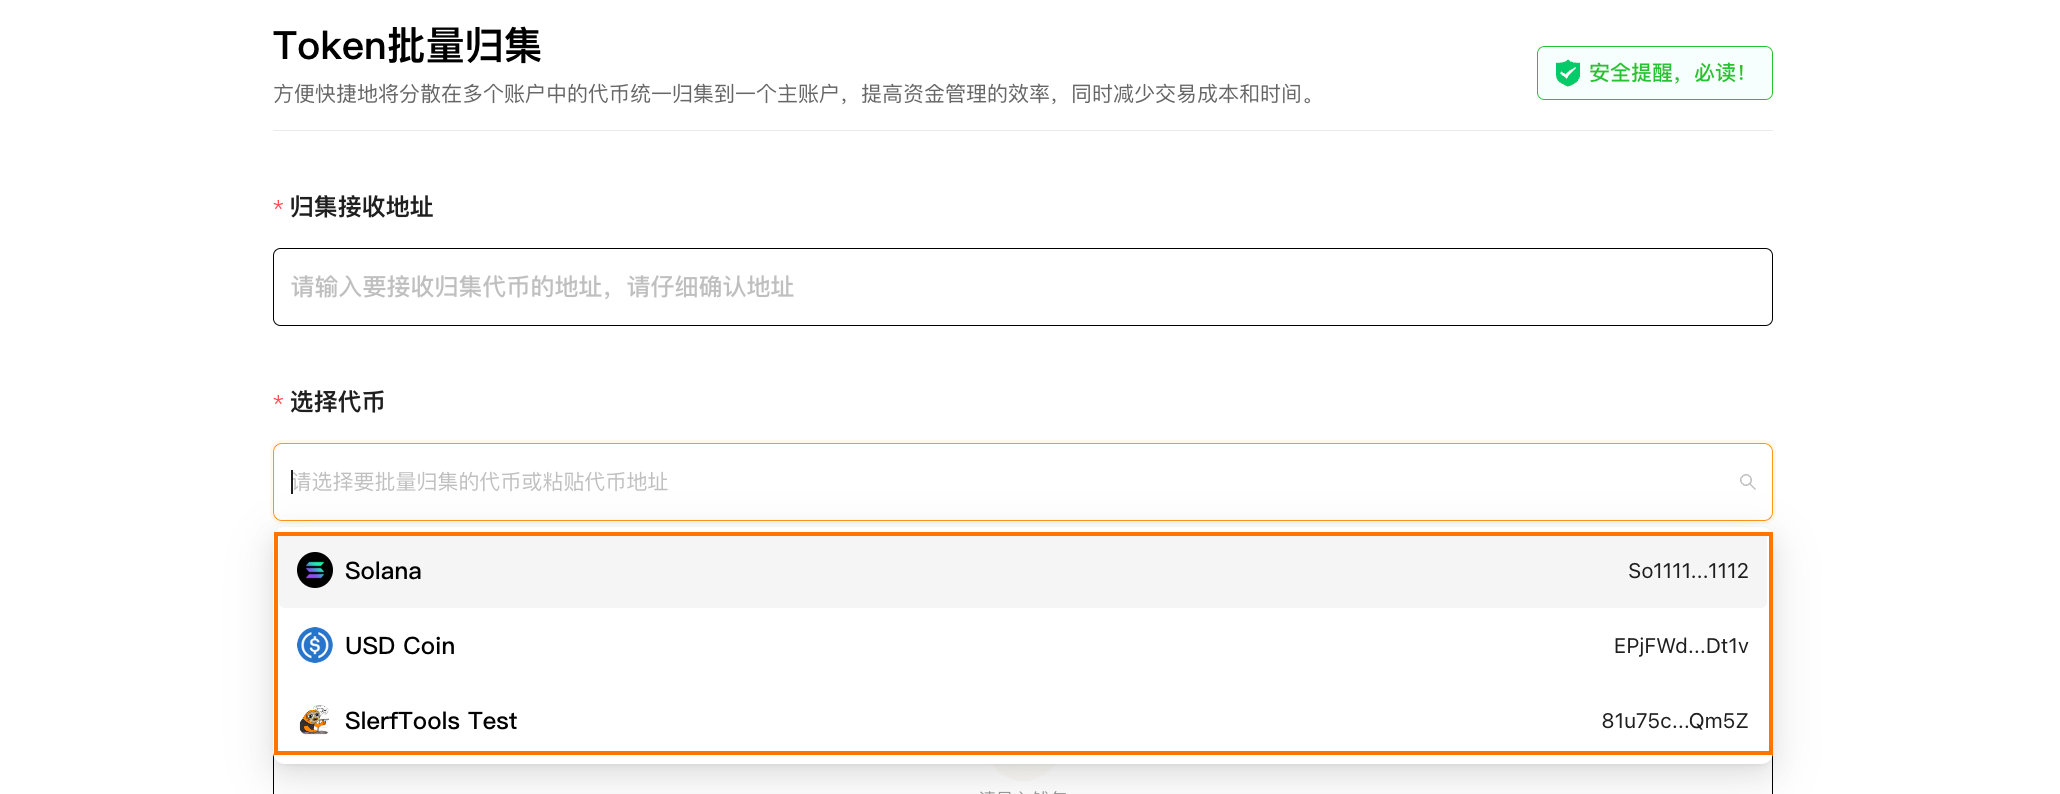 Token批量归集
方便快捷地将分散在多个账户中的代币统一归集到一个主账户，提高资金管理的效率，同时减少交易成本和时间。
安全提醒，必读！
* 归集接收地址
请输入要接收归集代币的地址，请仔细确认地址
* 选择代币
请选择要批量归集的代币或粘贴代币地址
Solana So1111...1112
USD Coin EPjFWd...Dt1v
SlerfTools Test 81u75c...Qm5Z